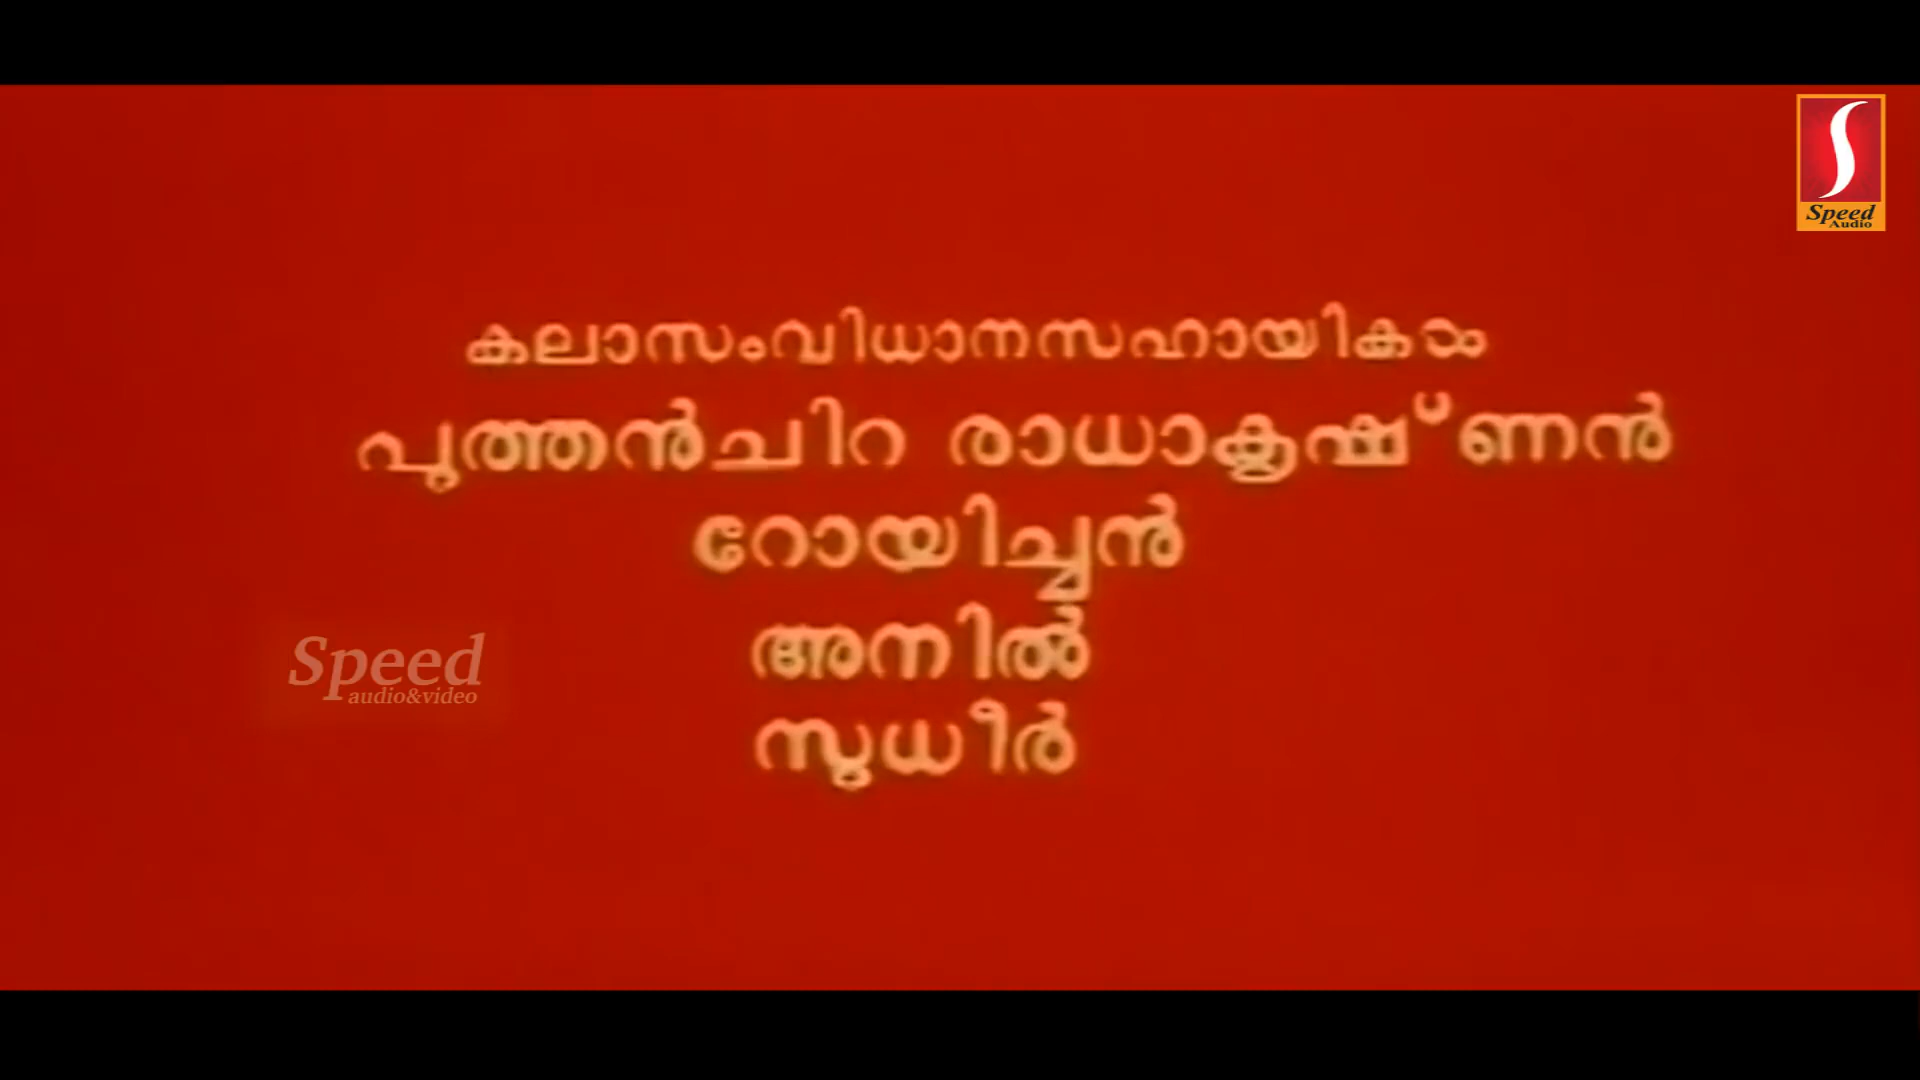 Speed
Audio
കലാസംവിധാനസഹായികൾ
പുത്തൻചിറ രാധാകൃഷ്ണൻ
റോയിച്ചൻ
അനിൽ
സുധീർ
Speed
audio&video